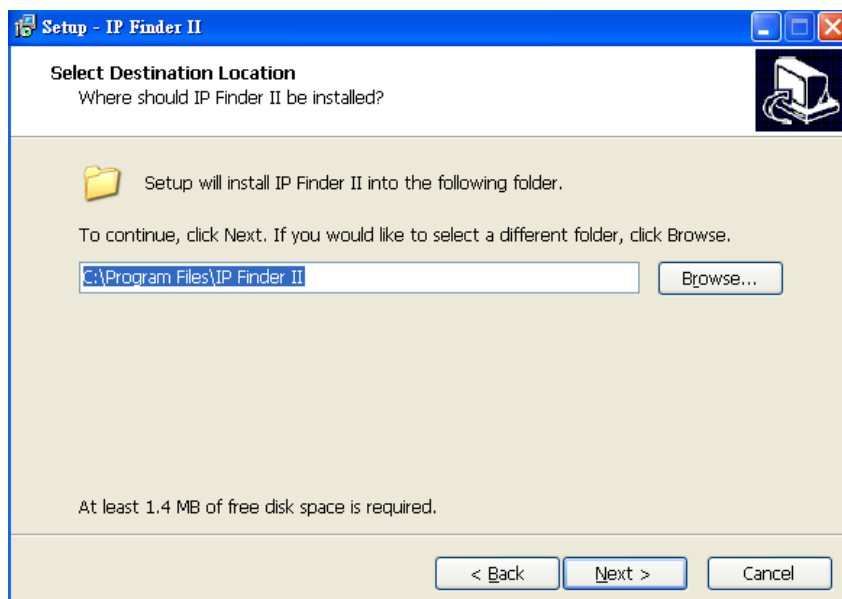 Setup - IP Finder II
Select Destination Location
Where should IP Finder II be installed?
Setup will install IP Finder II into the following folder.
To continue, click Next. If you would like to select a different folder, click Browse.
C:\Program Files\IP Finder II
Browse...
At least 1.4 MB of free disk space is required.
< Back
Next >
Cancel